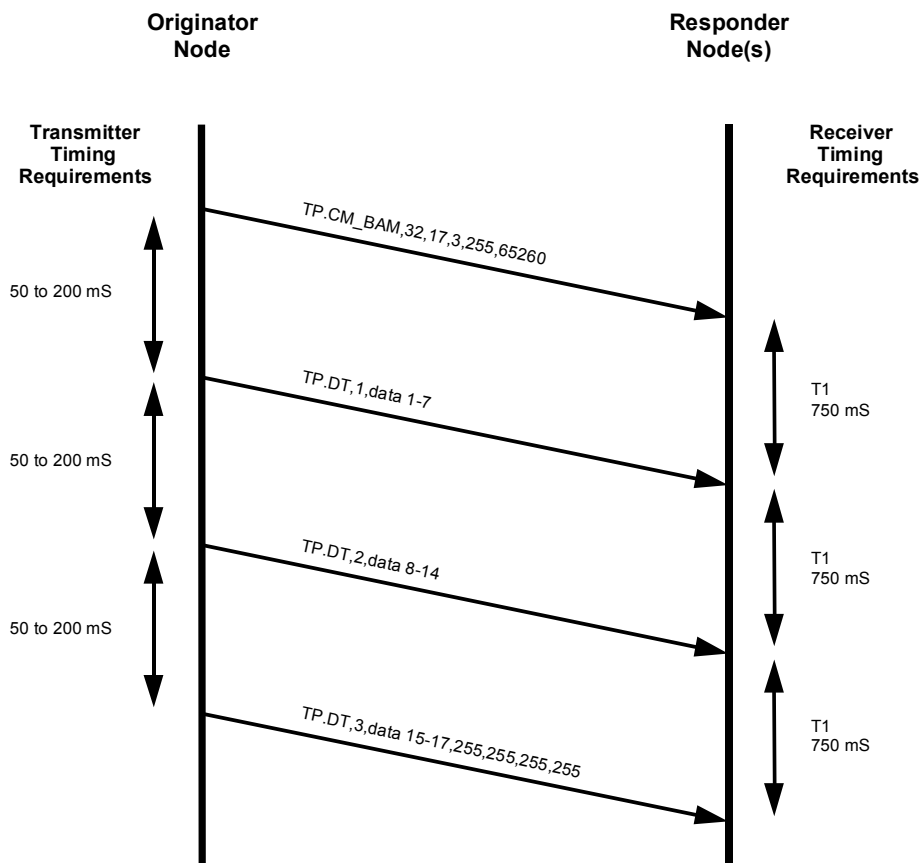 Originator
Node
Responder
Node(s)
Transmitter
Timing
Requirements
Receiver
Timing
Requirements
TP.CM_BAM,32,17,3,255,65260
50 to 200 mS
TP.DT,1,data 1-7
T1
750 mS
50 to 200 mS
TP.DT,2,data 8-14
T1
750 mS
50 to 200 mS
TP.DT,3,data 15-17,255,255,255,255
T1
750 mS